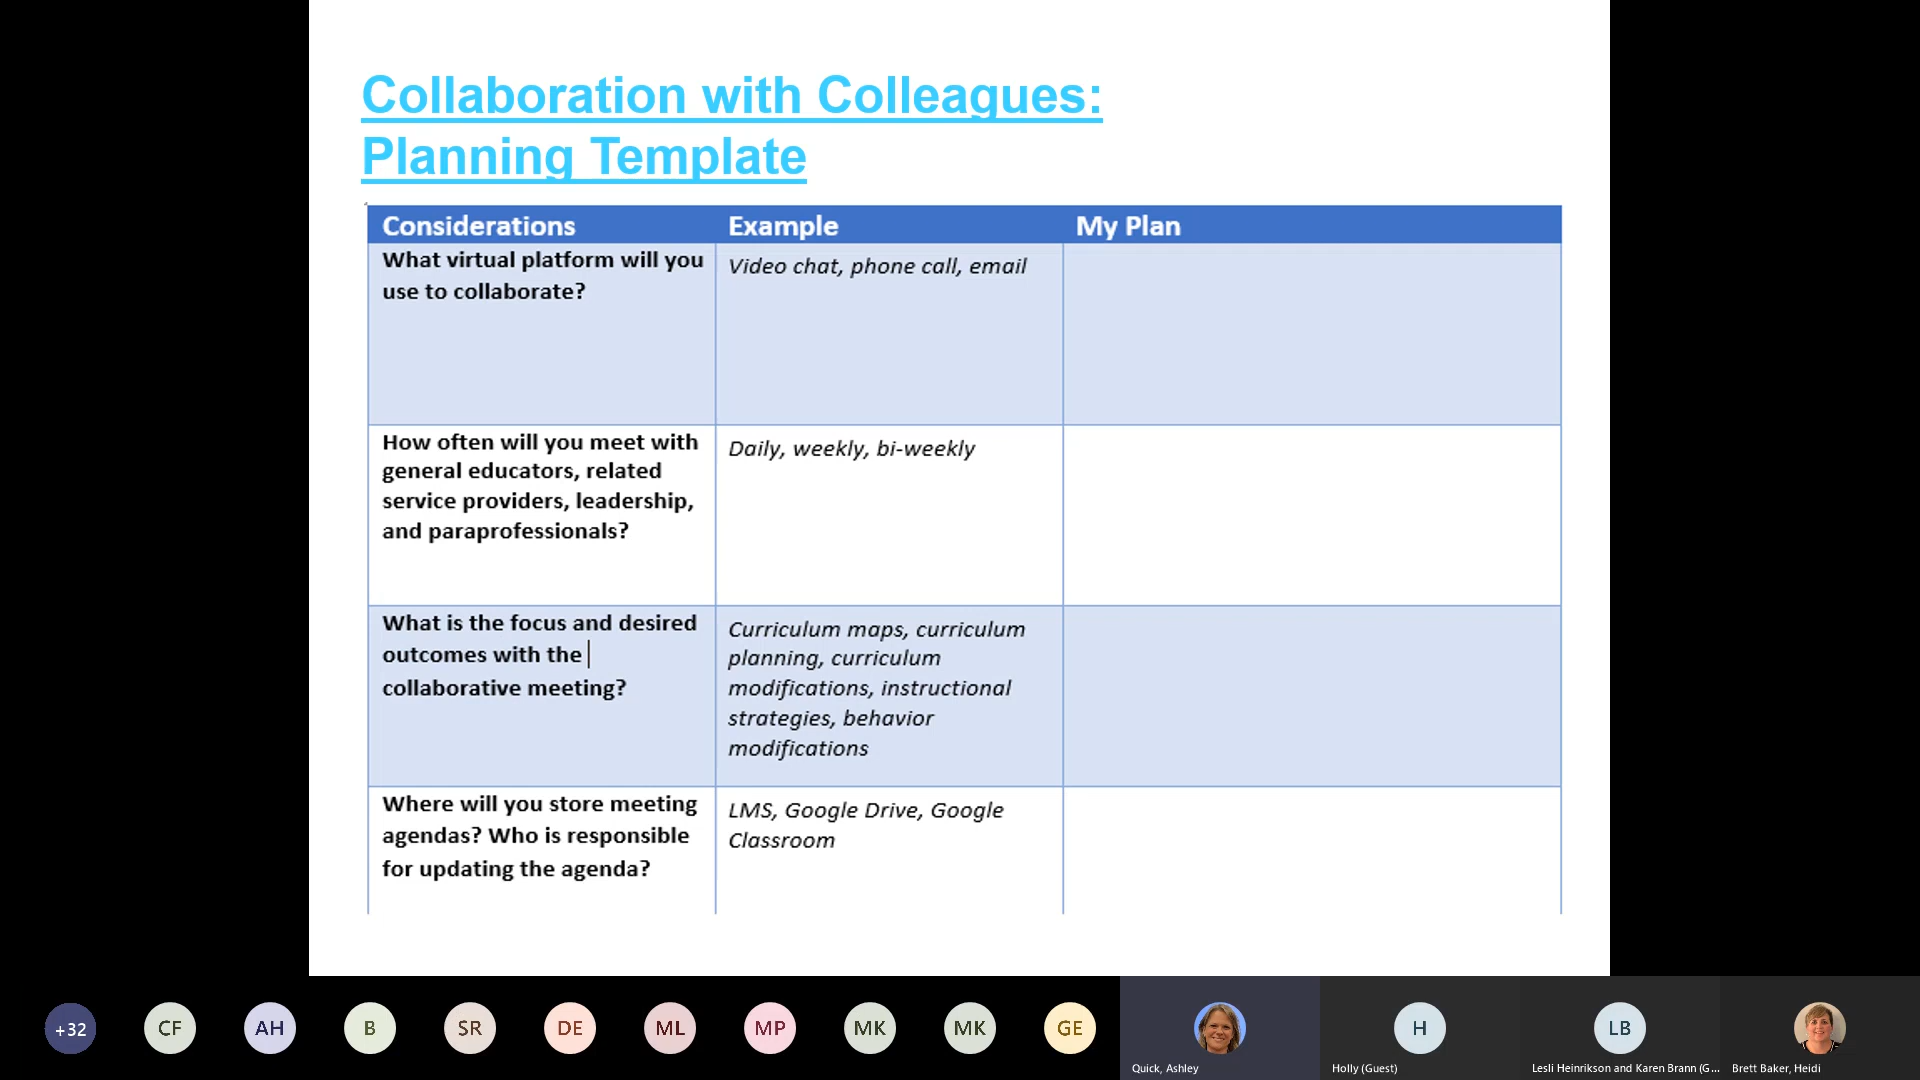 Collaboration with Colleagues:
Planning Template
Considerations
Example
My Plan
What virtual platform will you
use to collaborate?
Video chat, phone call, email
How often will you meet with
general educators, related
service providers, leadership,
and paraprofessionals?
Daily, weekly, bi-weekly
What is the focus and desired
outcomes with the
collaborative meeting?
Curriculum maps, curriculum
planning, curriculum
modifications, instructional
strategies, behavior
modifications
Where will you store meeting
agendas? Who is responsible
for updating the agenda?
LMS, Google Drive, Google
Classroom
+32
CF
AH
B
SR
DE
ML
MP
MK
MK
GE
H
LB
Quick, Ashley
Holly (Guest)
Lesli Heinrikson and Karen Brann (G...
Brett Baker, Heidi